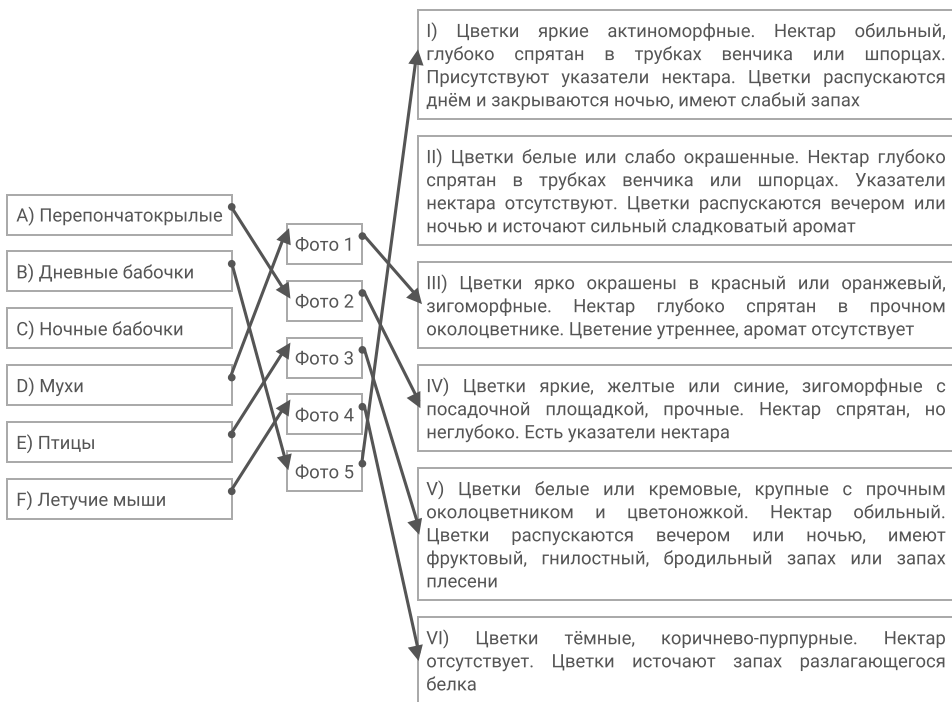 A) Перепончатокрылые
B) Дневные бабочки
C) Ночные бабочки
D) Мухи
E) Птицы
F) Летучие мыши
Фото 1
Фото 2
Фото 3
Фото 4
Фото 5
I) Цветки яркие актиноморфные. Нектар обильный,
глубоко спрятан в трубках венчика или шпорцах.
Присутствуют указатели нектара. Цветки распускаются
днём и закрываются ночью, имеют слабый запах
II) Цветки белые или слабо окрашенные. Нектар глубоко
спрятан в трубках венчика или шпорцах. Указатели
нектара отсутствуют. Цветки распускаются вечером или
ночью и источают сильный сладковатый аромат
III) Цветки ярко окрашены в красный или оранжевый,
зигоморфные. Нектар глубоко спрятан в прочном
околоцветнике. Цветение утреннее, аромат отсутствует
IV) Цветки яркие, желтые или синие, зигоморфные с
посадочной площадкой, прочные. Нектар спрятан, но
неглубоко. Есть указатели нектара
V) Цветки белые или кремовые, крупные с прочным
околоцветником и цветоножкой. Нектар обильный.
Цветки распускаются вечером или ночью, имеют
фруктовый, гнилостный, бродильный запах или запах
плесени
VI) Цветки тёмные, коричнево-пурпурные. Нектар
отсутствует. Цветки источают запах разлагающегося
белка